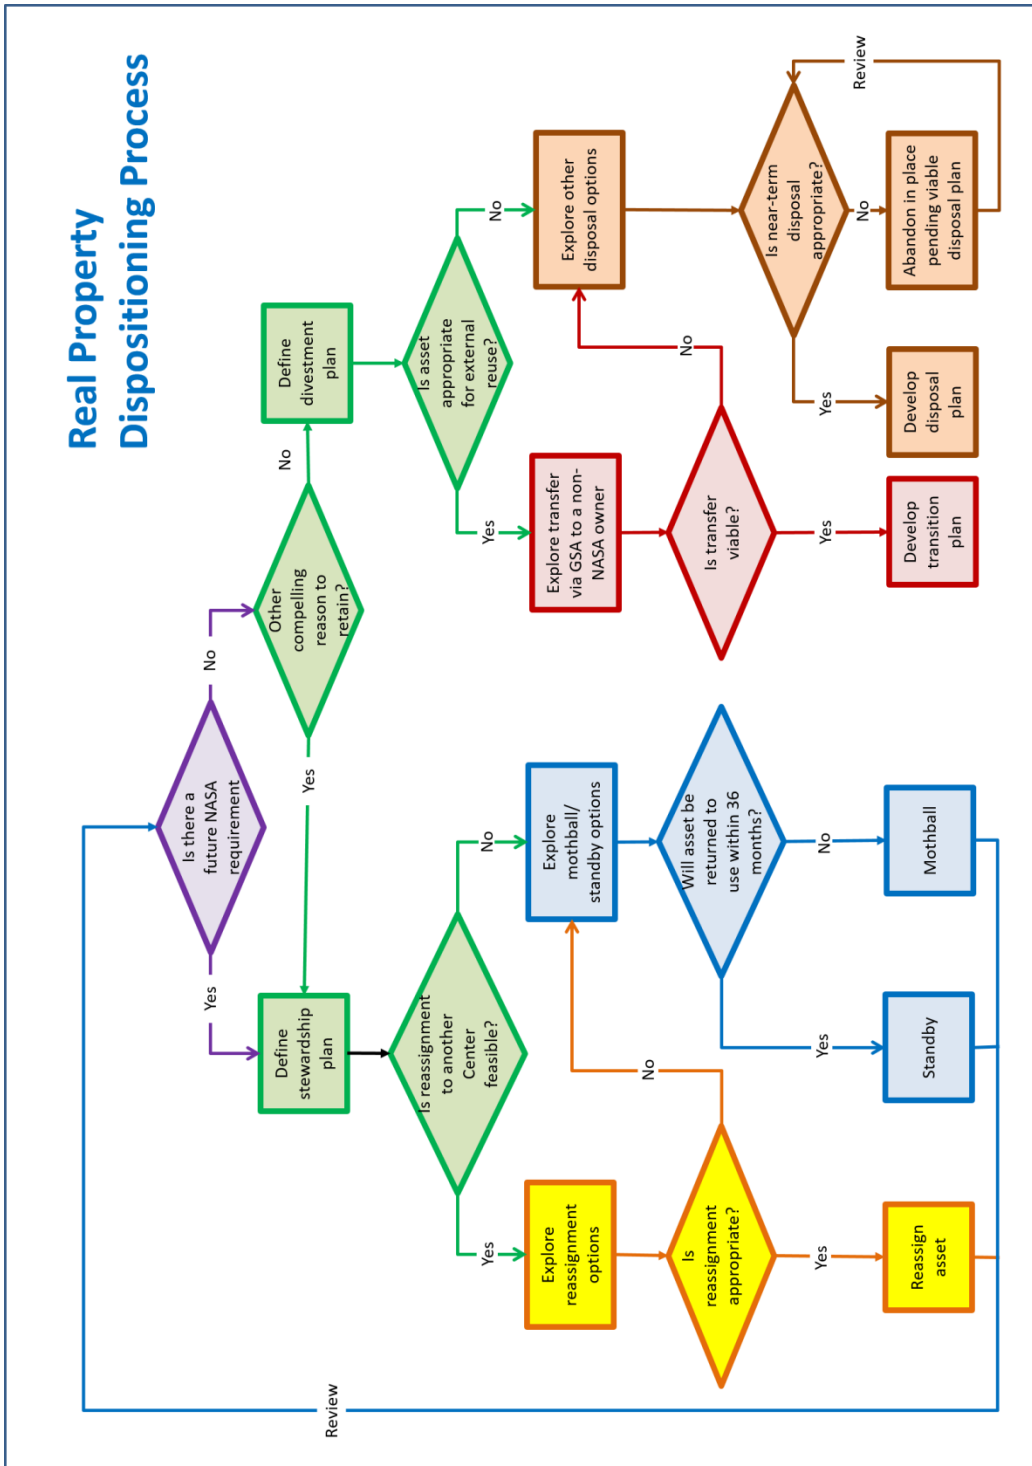 Real Property
Dispositioning Process
Is there a
future NASA
requirement
Yes
No
Other
compelling
reason to
retain?
Yes
No
Define
stewardship
plan
Define
divestment
plan
Is reassignment
to another
Center
feasible?
Yes
No
Is asset
appropriate
for external
reuse?
Yes
No
Explore
reassignment
options
Explore
mothball/
standby options
Explore transfer
via GSA to a non-
NASA owner
Explore other
disposal options
Is
reassignment
appropriate?
No
Yes
Will asset be
returned to
use within 36
months?
Yes
No
Is transfer
viable?
No
Yes
Is near-term
disposal
appropriate?
Yes
No
Reassign
asset
Standby
Mothball
Develop
transition
plan
Develop
disposal
plan
Abandon in place
pending viable
disposal plan
Review
Review